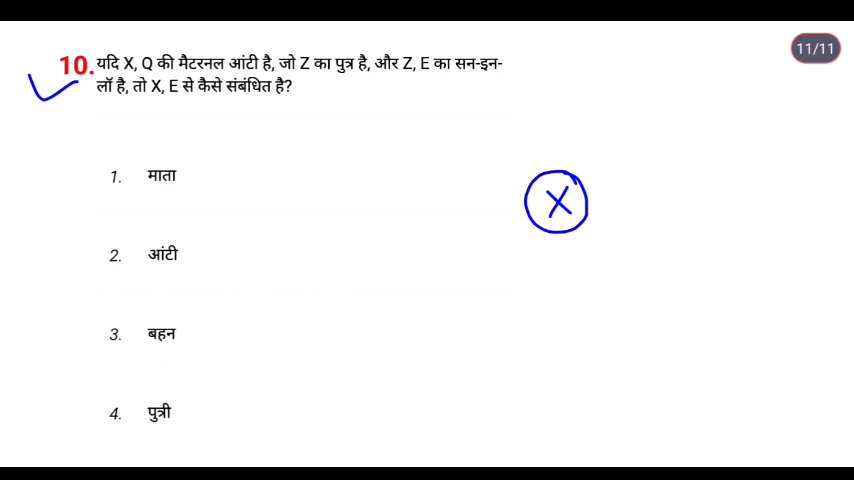 11/11
10. यदि X, Q की मैटरनल आंटी है, जो Z का पुत्र है, और Z, E का सन-इन-
लॉ है, तो X, E से कैसे संबंधित है?
1. माता
X
2. आंटी
3. बहन
4. पुत्री